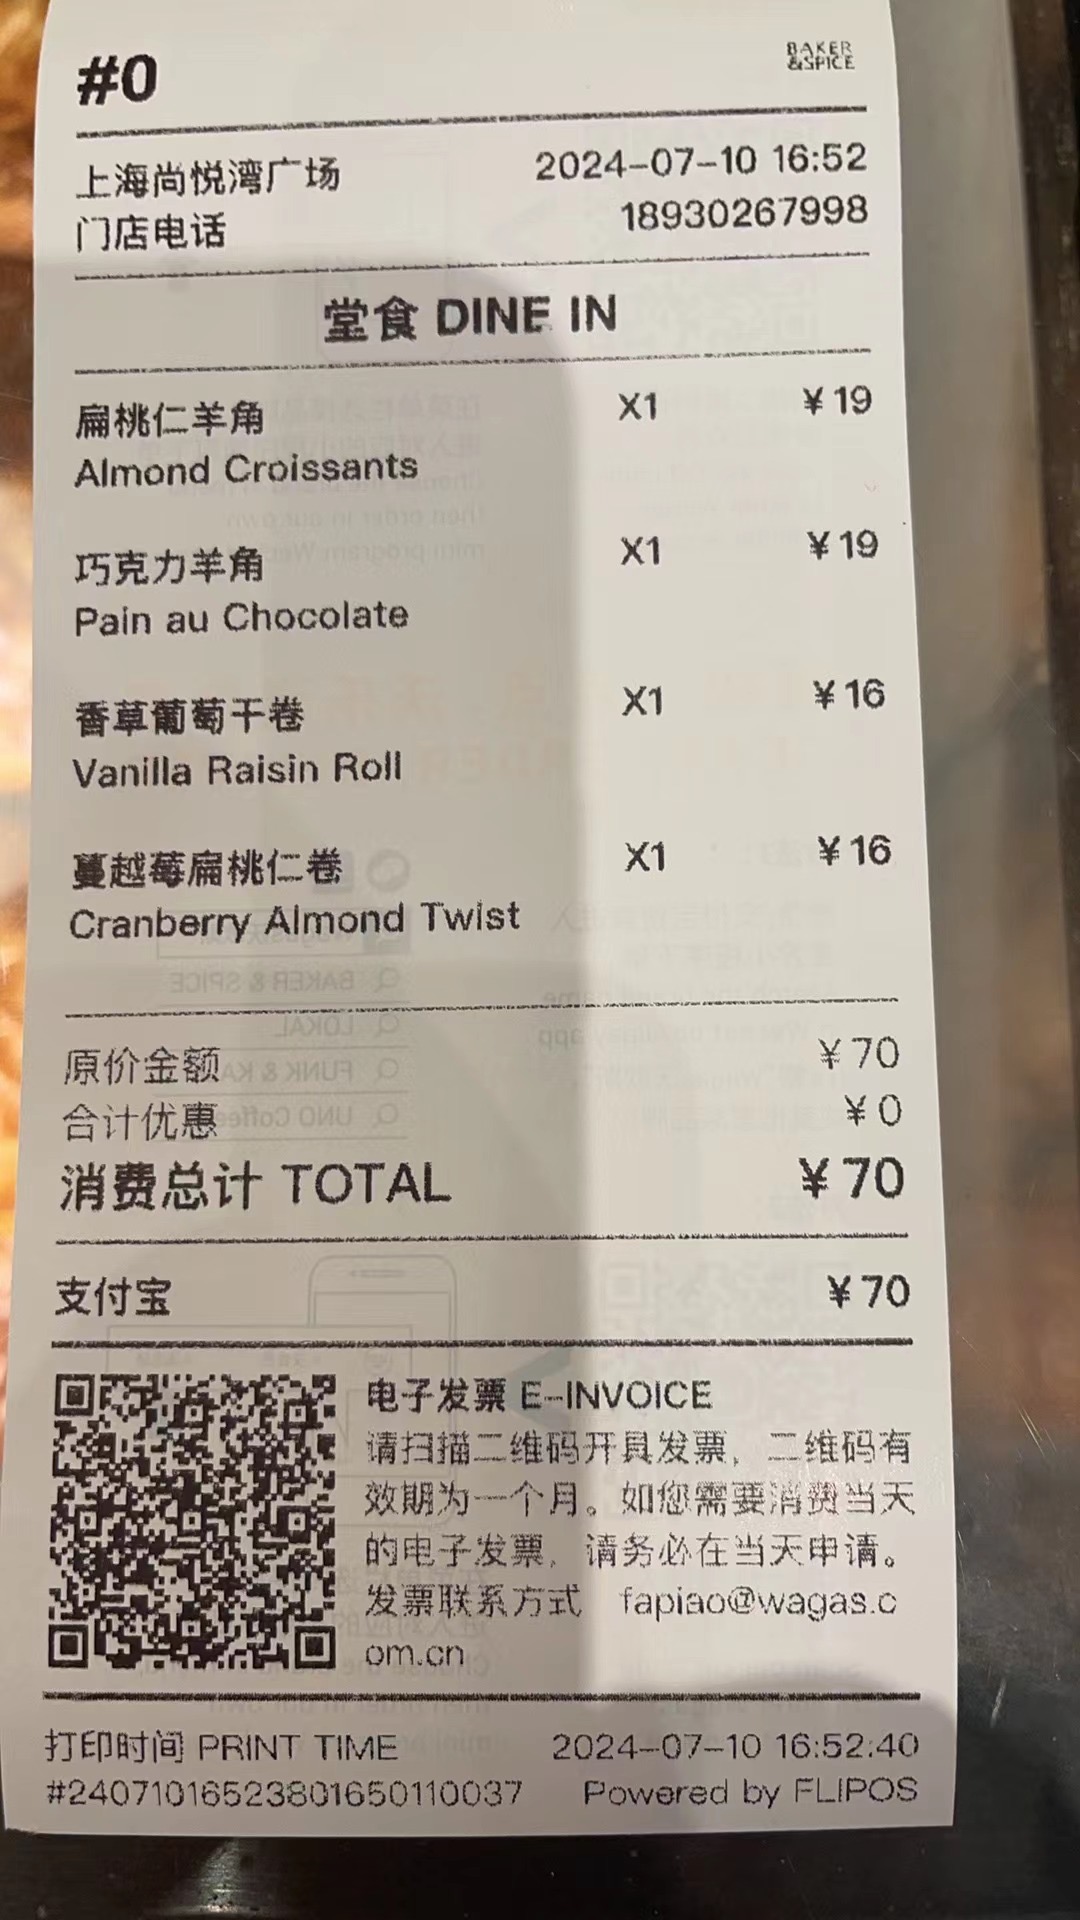 #0
BAKER
&SPICE
上海尚悦湾广场 2024-07-10 16:52
门店电话 18930267998
堂食 DINE IN
扁桃仁羊角 X1 ¥19
Almond Croissants
巧克力羊角 X1 ¥19
Pain au Chocolate
香草葡萄干卷 X1 ¥16
Vanilla Raisin Roll
蔓越莓扁桃仁卷 X1 ¥16
Cranberry Almond Twist
原价金额 ¥70
合计优惠 ¥0
消费总计 TOTAL ¥70
支付宝 ¥70
电子发票 E-INVOICE
请扫描二维码开具发票，二维码有
效期为一个月。如您需要消费当天
的电子发票，请务必在当天申请。
发票联系方式 fapiao@wagas.c
om.cn
打印时间 PRINT TIME 2024-07-10 16:52:40
#24071016523801650110037 Powered by FLIPOS